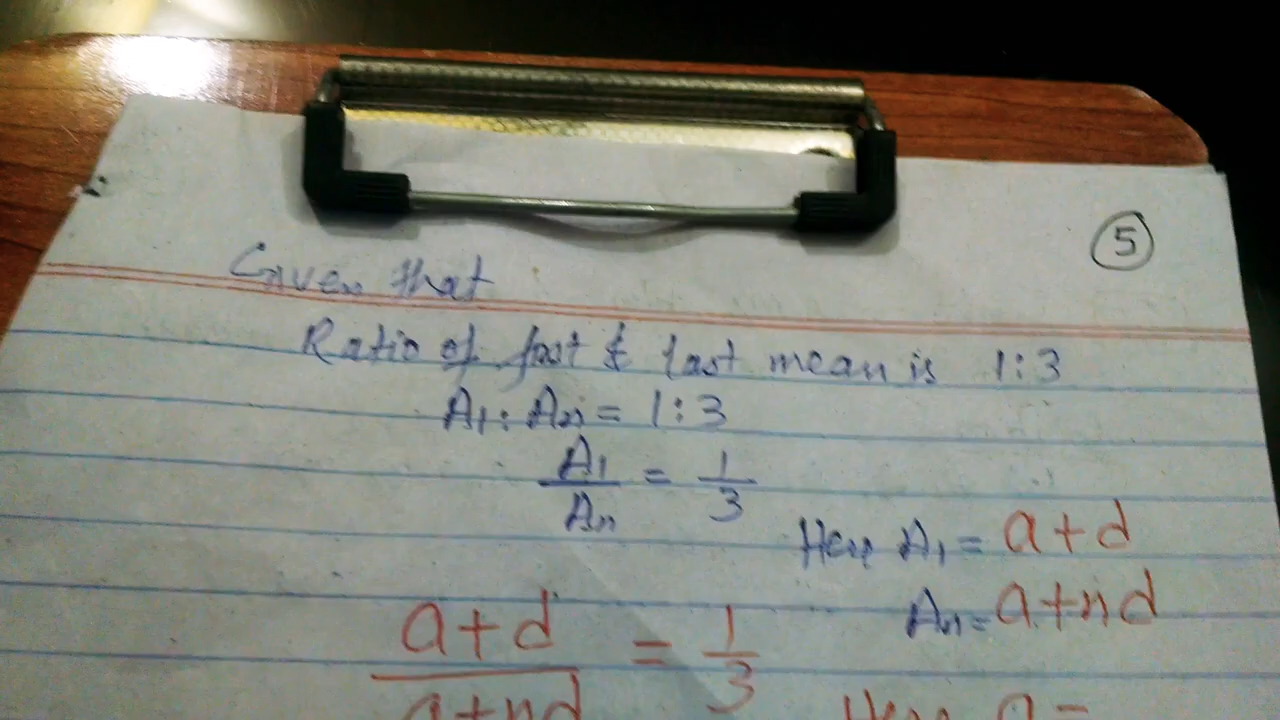 5
Given that
Ratio of first & last mean is 1:3
A1: An = 1:3
A1/An = 1/3
Here A1 = a+d
An = a+nd
a+d/a+nd = 1/3
Here a =